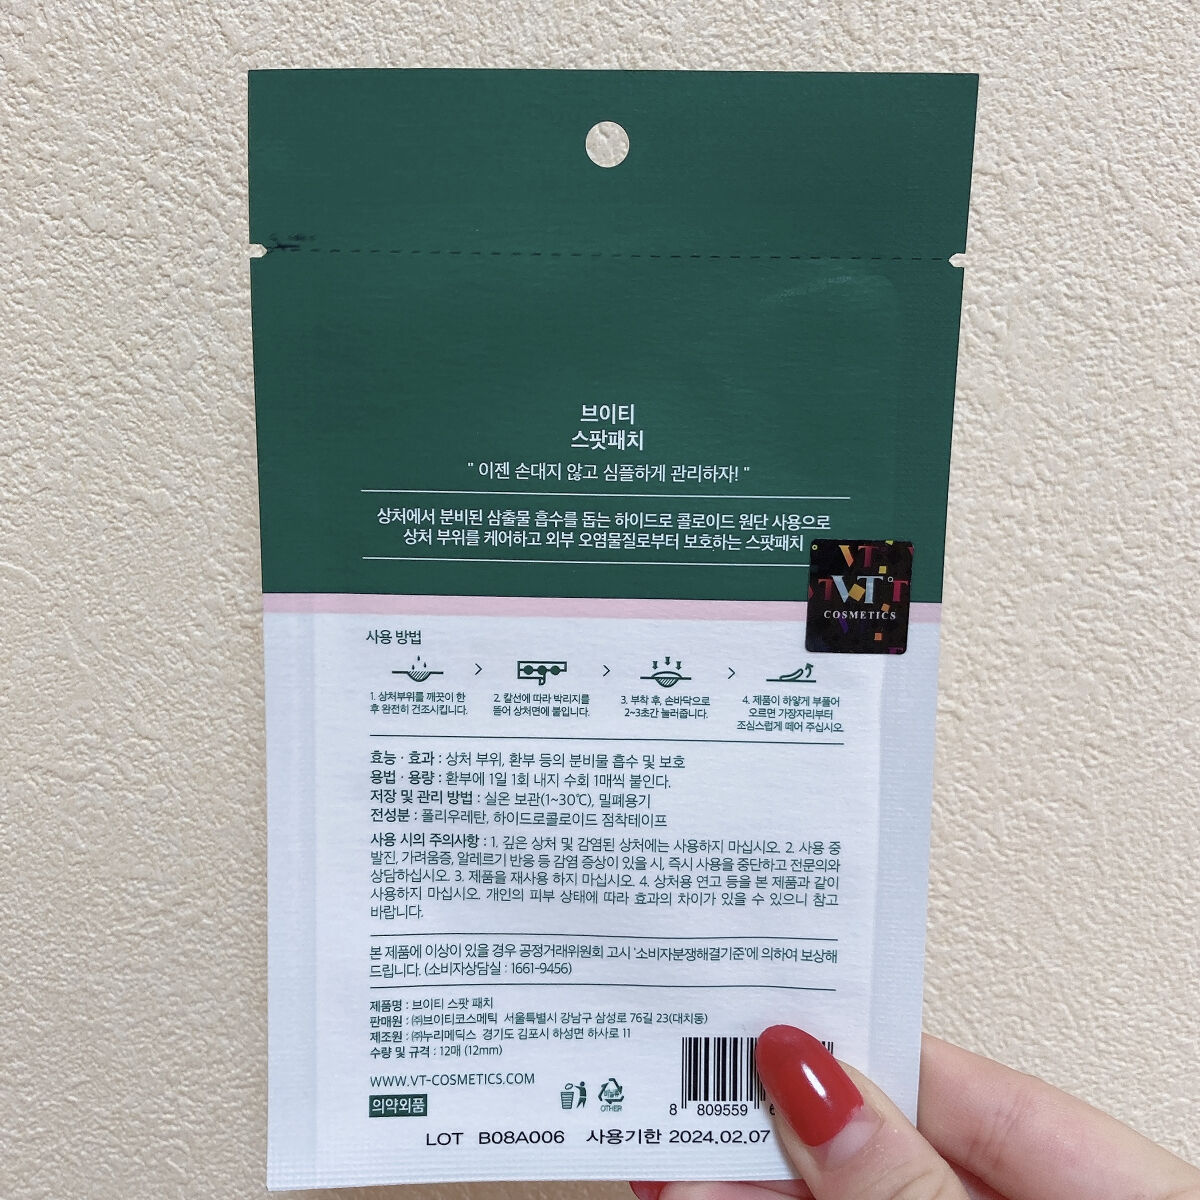 브이티
스팟패치
" 이젠 손대지 않고 심플하게 관리하자! "
상처에서 분비된 삼출물 흡수를 돕는 하이드로 콜로이드 원단 사용으로
상처 부위를 케어하고 외부 오염물질로부터 보호하는 스팟패치
VT
VT
COSMETICS
사용 방법
1. 상처부위를 깨끗이 한
후 완전히 건조시킵니다.
2. 칼선에 따라 박리지를
뜯어 상처면에 붙입니다.
3. 부착 후, 손바닥으로
2~3초간 눌러줍니다.
4. 제품이 하얗게 부풀어
오르면 가장자리부터
조심스럽게 떼어 주십시오.
효능 · 효과 : 상처 부위, 환부 등의 분비물 흡수 및 보호
용법 · 용량 : 환부에 1일 1회 내지 수회 1매씩 붙인다.
저장 및 관리 방법 : 실온 보관(1~30℃), 밀폐용기
전성분 : 폴리우레탄, 하이드로콜로이드 점착테이프
사용 시의 주의사항 : 1. 깊은 상처 및 감염된 상처에는 사용하지 마십시오. 2. 사용 중
발진, 가려움증, 알레르기 반응 등 감염 증상이 있을 시, 즉시 사용을 중단하고 전문의와
상담하십시오. 3. 제품을 재사용 하지 마십시오. 4. 상처용 연고 등을 본 제품과 같이
사용하지 마십시오. 개인의 피부 상태에 따라 효과의 차이가 있을 수 있으니 참고
바랍니다.
본 제품에 이상이 있을 경우 공정거래위원회 고시 '소비자분쟁해결기준'에 의하여 보상해
드립니다. (소비자상담실 : 1661-9456)
제품명 : 브이티 스팟 패치
판매원 : ㈜브이티코스메틱 서울특별시 강남구 삼성로 76길 23(대치동)
제조원 : ㈜누리메딕스 경기도 김포시 하성면 하사로 11
수량 및 규격 : 12매 (12mm)
WWW.VT-COSMETICS.COM
의약외품
비닐류
OTHER
8 809559 6
LOT B08A006 사용기한 2024.02.07